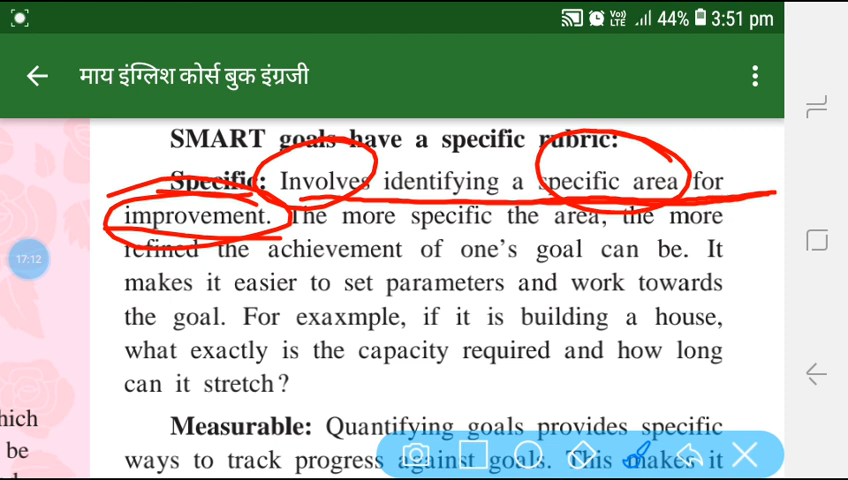 44% 3:51 pm
माय इंग्लिश कोर्स बुक इंग्रजी
SMART goals have a specific rubric:
Specific: Involves identifying a specific area for
improvement. The more specific the area, the more
refined the achievement of one's goal can be. It
makes it easier to set parameters and work towards
the goal. For exaxmple, if it is building a house,
what exactly is the capacity required and how long
can it stretch?
Measurable: Quantifying goals provides specific
ways to track progress against goals. This makes it
17:12
hich
be